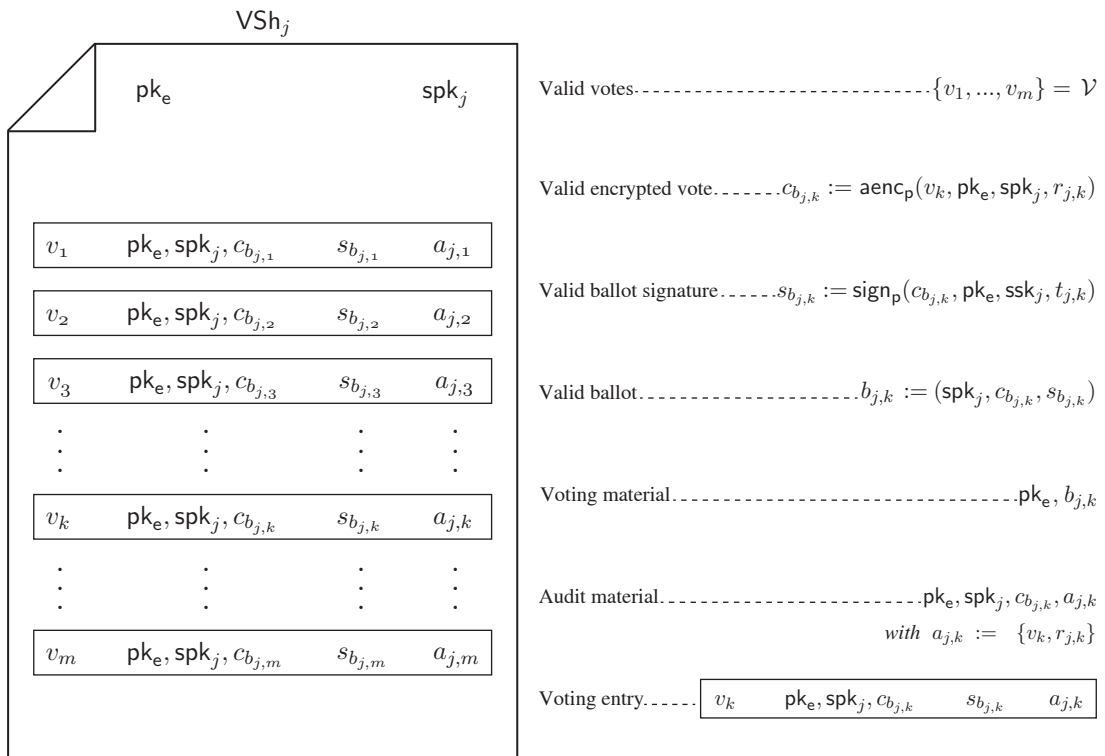 VSh_j
pk_e spk_j
v_1 pk_e, spk_j, c_{b_{j,1}} s_{b_{j,1}} a_{j,1}
v_2 pk_e, spk_j, c_{b_{j,2}} s_{b_{j,2}} a_{j,2}
v_3 pk_e, spk_j, c_{b_{j,3}} s_{b_{j,3}} a_{j,3}
v_k pk_e, spk_j, c_{b_{j,k}} s_{b_{j,k}} a_{j,k}
v_m pk_e, spk_j, c_{b_{j,m}} s_{b_{j,m}} a_{j,m}
Valid votes {v_1, ..., v_m} = 𝒱
Valid encrypted vote c_{b_{j,k}} := aenc_p(v_k, pk_e, spk_j, r_{j,k})
Valid ballot signature s_{b_{j,k}} := sign_p(c_{b_{j,k}}, pk_e, ssk_j, t_{j,k})
Valid ballot b_{j,k} := (spk_j, c_{b_{j,k}}, s_{b_{j,k}})
Voting material pk_e, b_{j,k}
Audit material pk_e, spk_j, c_{b_{j,k}}, a_{j,k}
with a_{j,k} := {v_k, r_{j,k}}
Voting entry v_k pk_e, spk_j, c_{b_{j,k}} s_{b_{j,k}} a_{j,k}